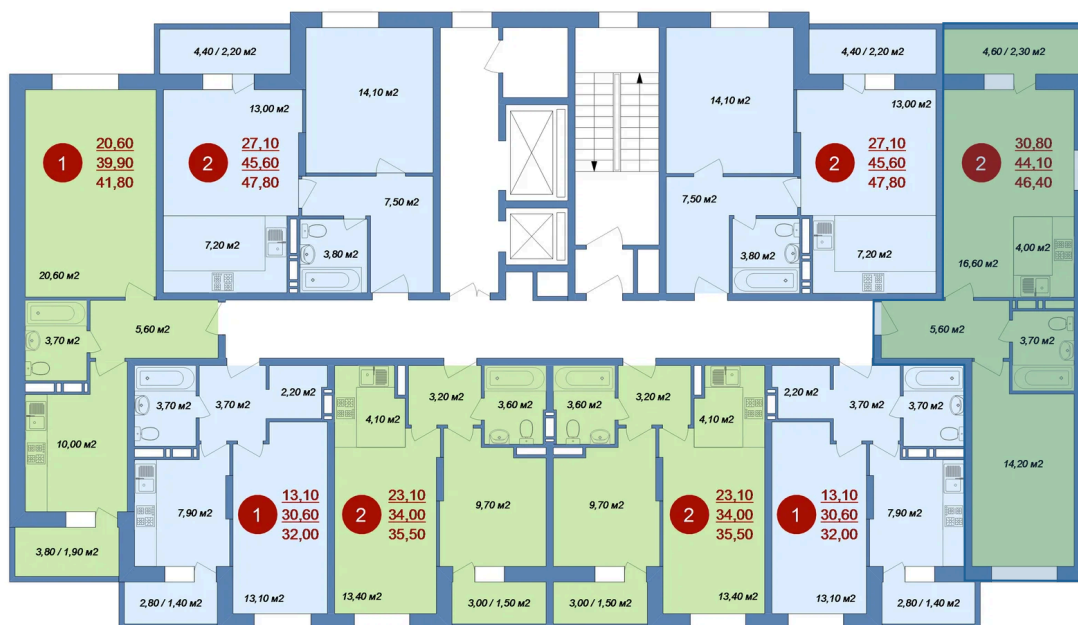 4,40 / 2,20 м2
14,10 м2
13,00 м2
1
20,60
39,90
41,80
2
27,10
45,60
47,80
7,50 м2
7,20 м2
3,80 м2
20,60 м2
4,40 / 2,20 м2
14,10 м2
13,00 м2
2
27,10
45,60
47,80
7,50 м2
3,80 м2
7,20 м2
4,60 / 2,30 м2
2
30,80
44,10
46,40
4,00 м2
16,60 м2
5,60 м2
3,70 м2
14,20 м2
3,70 м2
5,60 м2
10,00 м2
3,80 / 1,90 м2
3,70 м2
3,70 м2
2,20 м2
7,90 м2
1
13,10
30,60
32,00
2,80 / 1,40 м2
13,10 м2
3,20 м2
3,60 м2
4,10 м2
2
23,10
34,00
35,50
9,70 м2
13,40 м2
3,00 / 1,50 м2
3,60 м2
3,20 м2
4,10 м2
9,70 м2
2
23,10
34,00
35,50
3,00 / 1,50 м2
13,40 м2
2,20 м2
3,70 м2
3,70 м2
1
13,10
30,60
32,00
7,90 м2
13,10 м2
2,80 / 1,40 м2